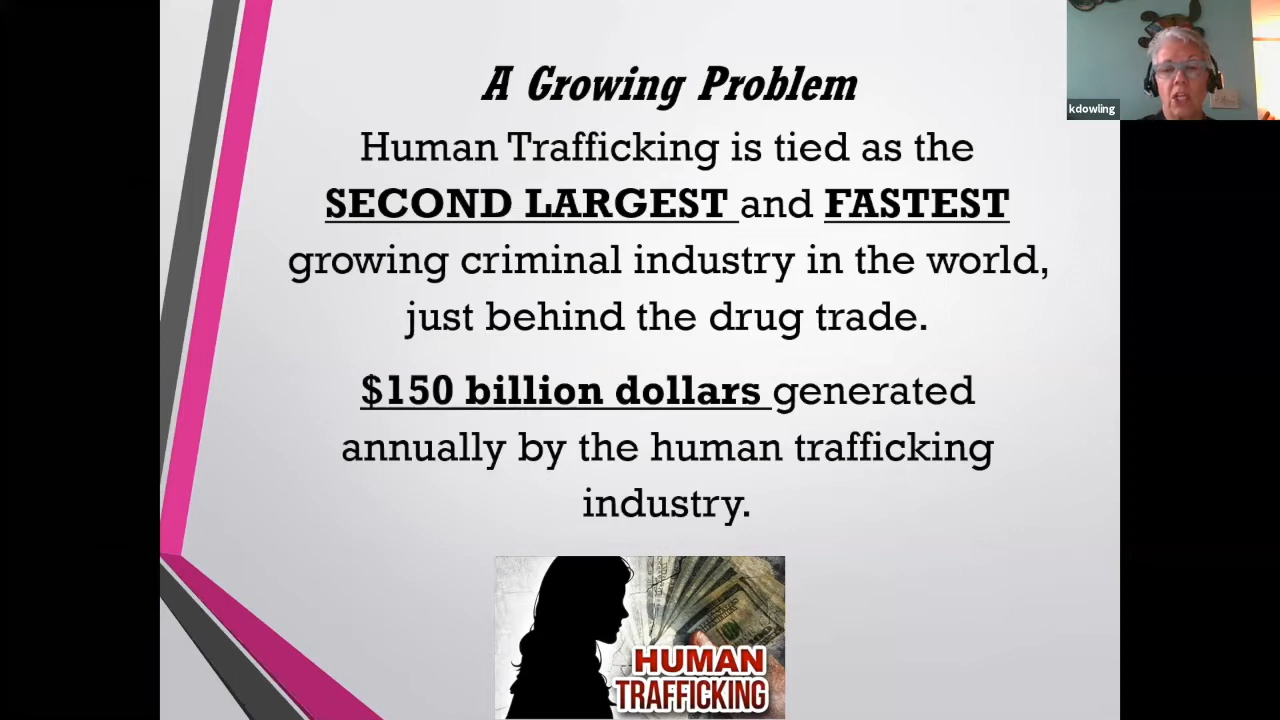 A Growing Problem
Human Trafficking is tied as the
SECOND LARGEST and FASTEST
growing criminal industry in the world,
just behind the drug trade.
$150 billion dollars generated
annually by the human trafficking
industry.
HUMAN
TRAFFICKING
kdowling